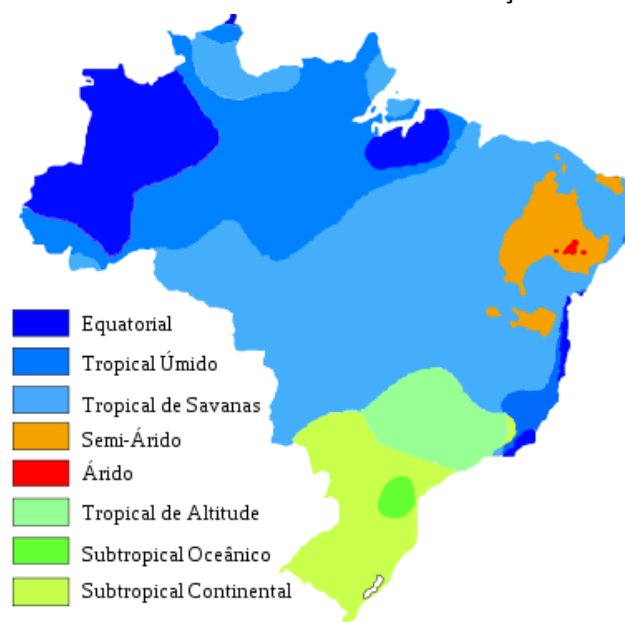 Equatorial
Tropical Úmido
Tropical de Savanas
Semi-Árido
Árido
Tropical de Altitude
Subtropical Oceânico
Subtropical Continental